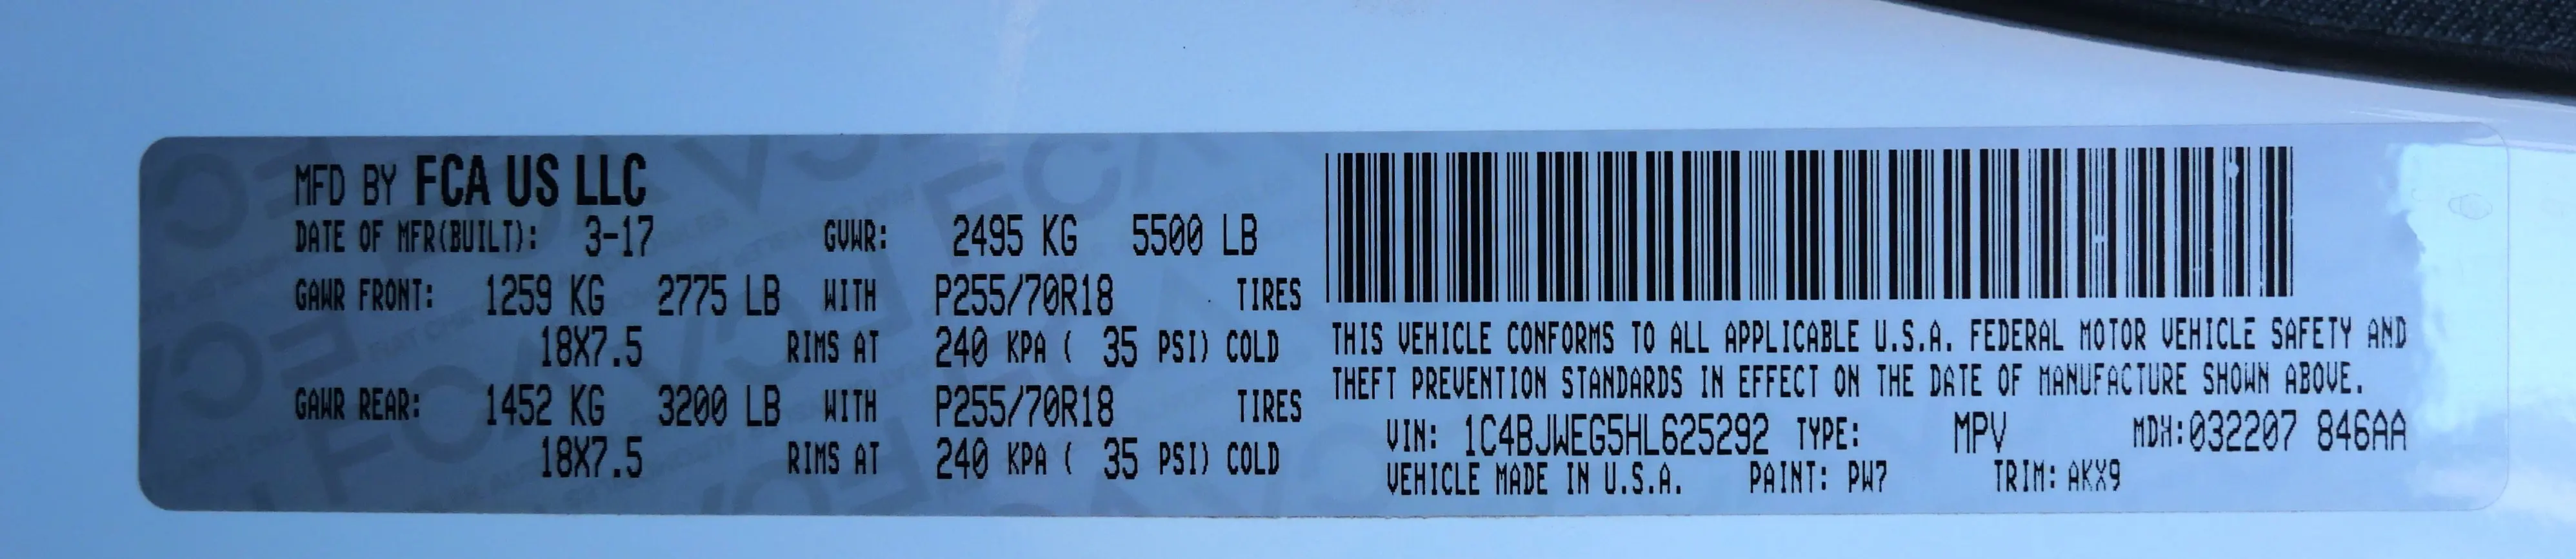 MFD BY FCA US LLC
DATE OF MFR(BUILT): 3-17 GVWR: 2495 KG 5500 LB
GAWR FRONT: 1259 KG 2775 LB WITH P255/70R18 TIRES
18X7.5 RIMS AT 240 KPA ( 35 PSI) COLD
GAWR REAR: 1452 KG 3200 LB WITH P255/70R18 TIRES
18X7.5 RIMS AT 240 KPA ( 35 PSI) COLD
THIS VEHICLE CONFORMS TO ALL APPLICABLE U.S.A. FEDERAL MOTOR VEHICLE SAFETY AND
THEFT PREVENTION STANDARDS IN EFFECT ON THE DATE OF MANUFACTURE SHOWN ABOVE.
VIN: 1C4BJWEG5HL625292 TYPE: MPV MDH:032207 846AA
VEHICLE MADE IN U.S.A. PAINT: PW7 TRIM: AKX9